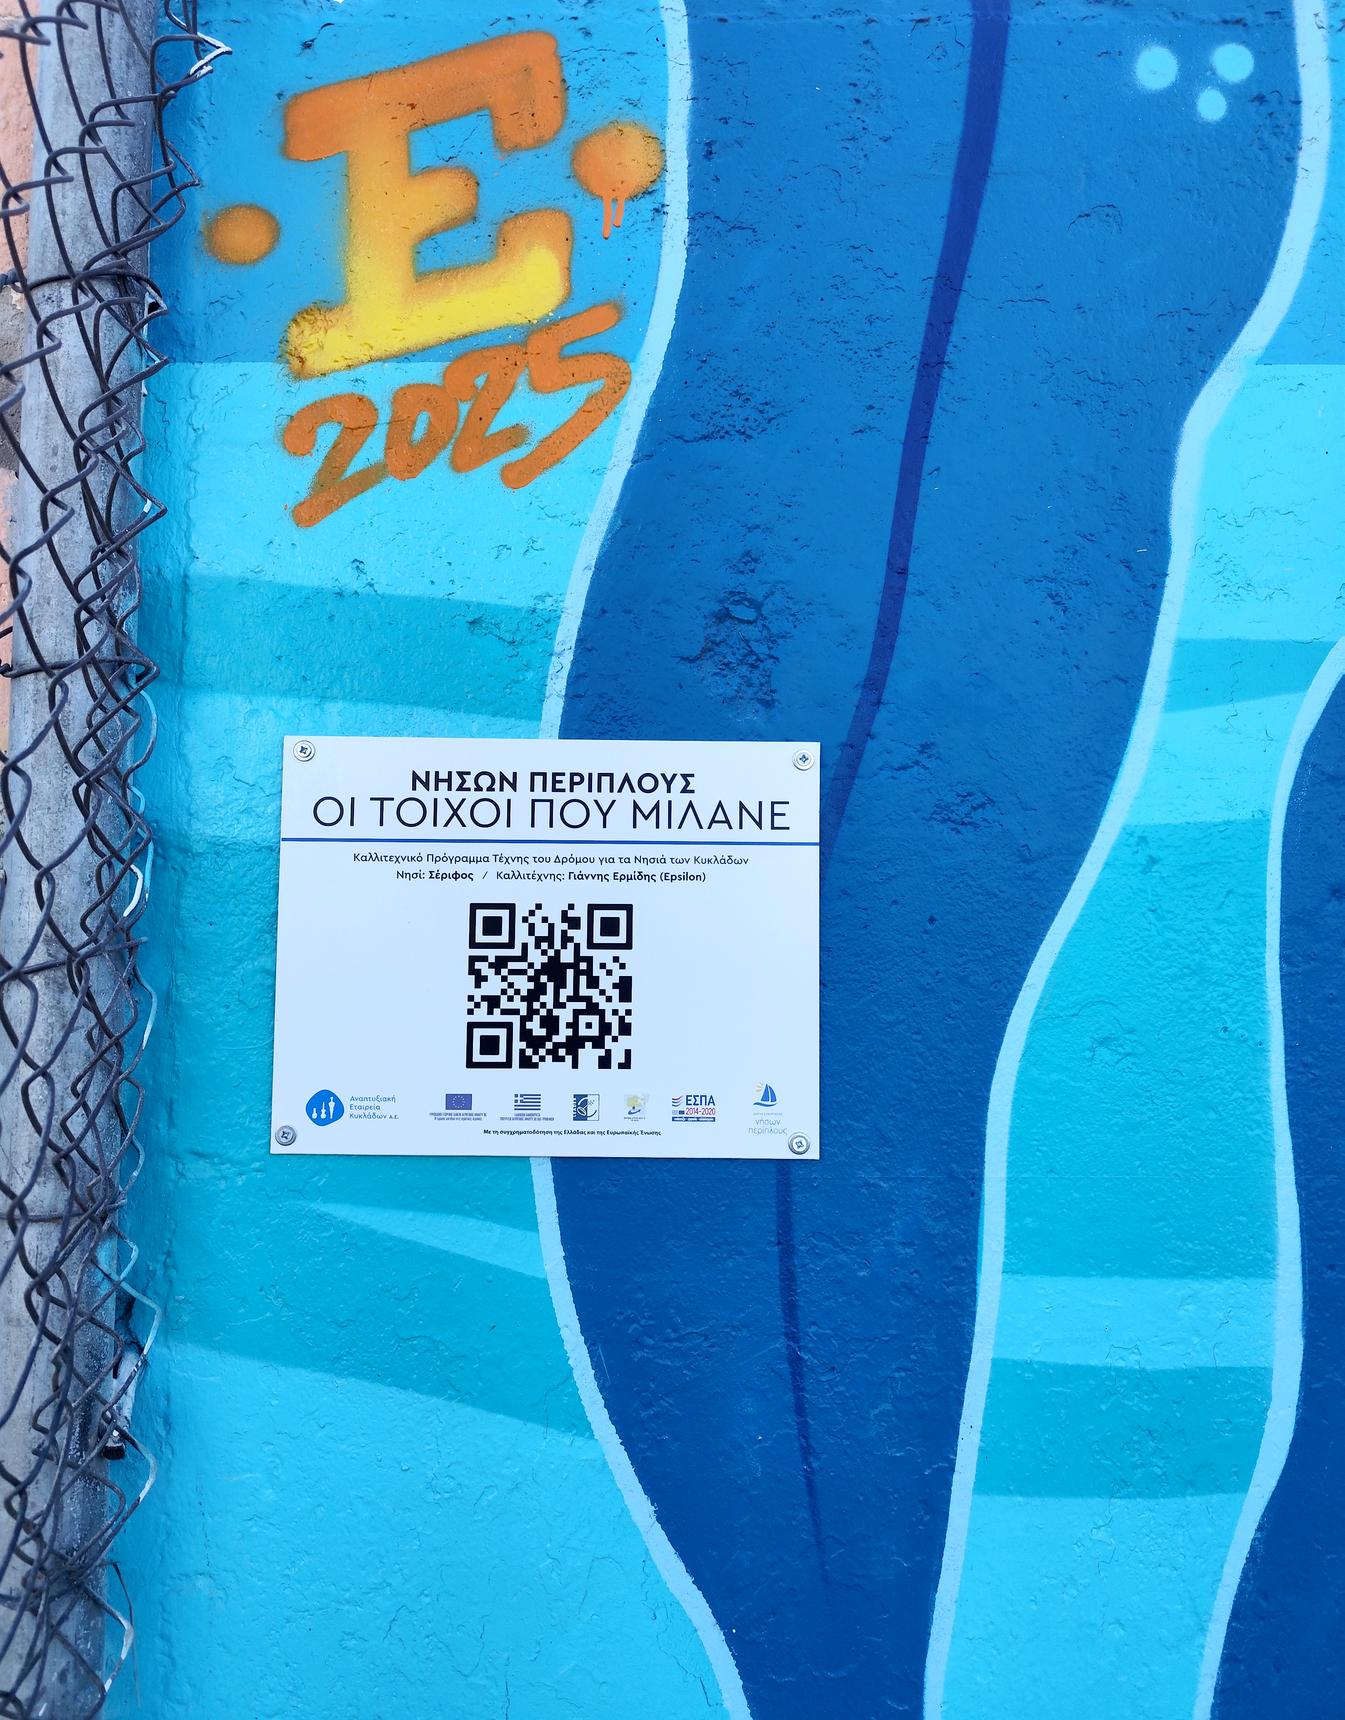 E
2025
ΝΗΣΩΝ ΠΕΡΙΠΛΟΥΣ
ΟΙ ΤΟΙΧΟΙ ΠΟΥ ΜΙΛΑΝΕ
Καλλιτεχνικό Πρόγραμμα Τέχνης του Δρόμου για τα Νησιά των Κυκλάδων
Νησί: Σέριφος / Καλλιτέχνης: Γιάννης Ερμίδης (Epsilon)
Αναπτυξιακή
Εταιρεία
Κυκλάδων Α.Ε.
ΕΣΠΑ
2014-2020
νήσων
περίπλους
Με τη συγχρηματοδότηση της Ελλάδας και της Ευρωπαϊκής Ένωσης